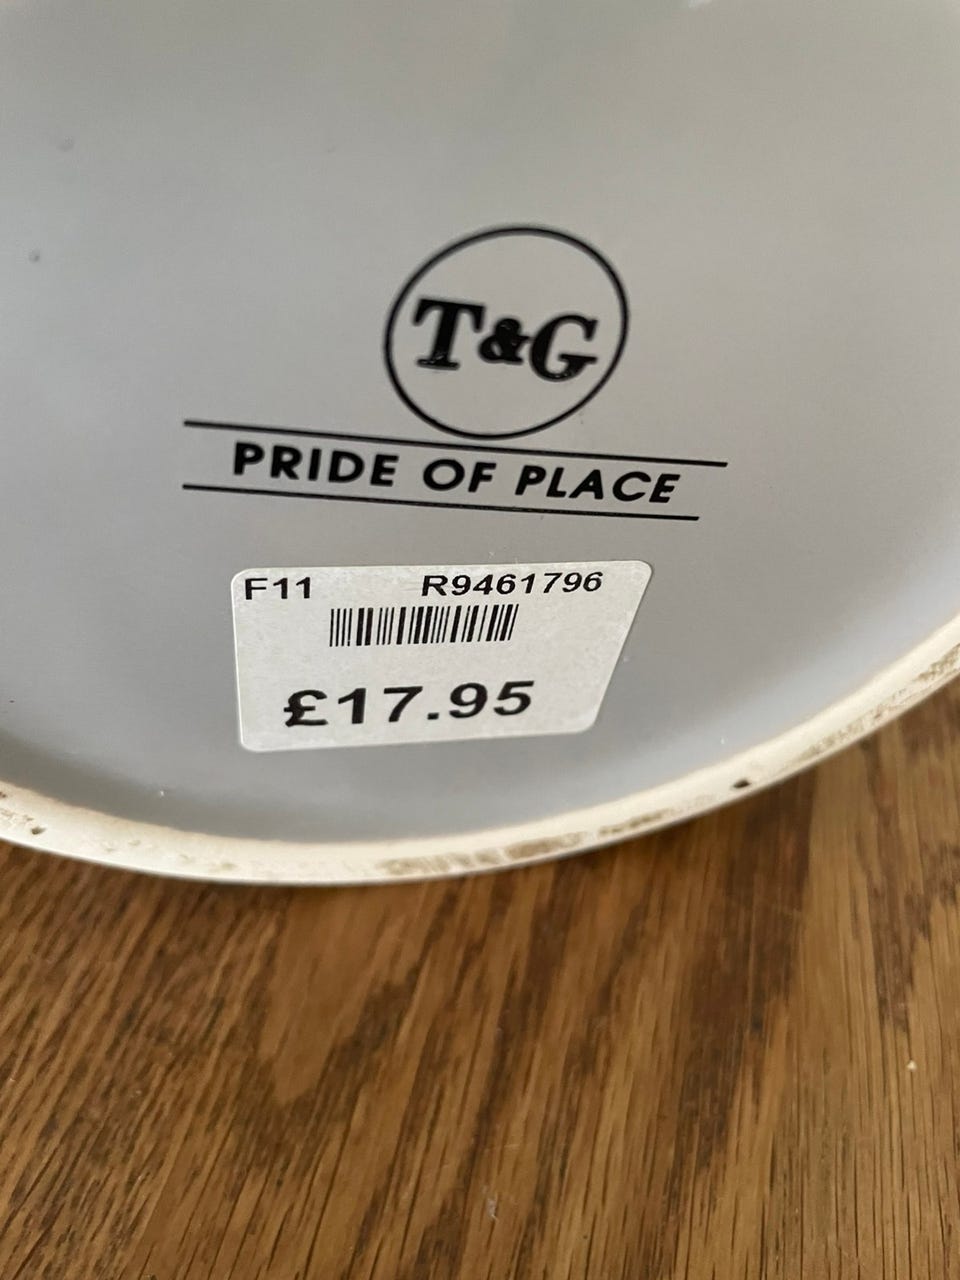 T&G
PRIDE OF PLACE
F11 R9461796
£17.95